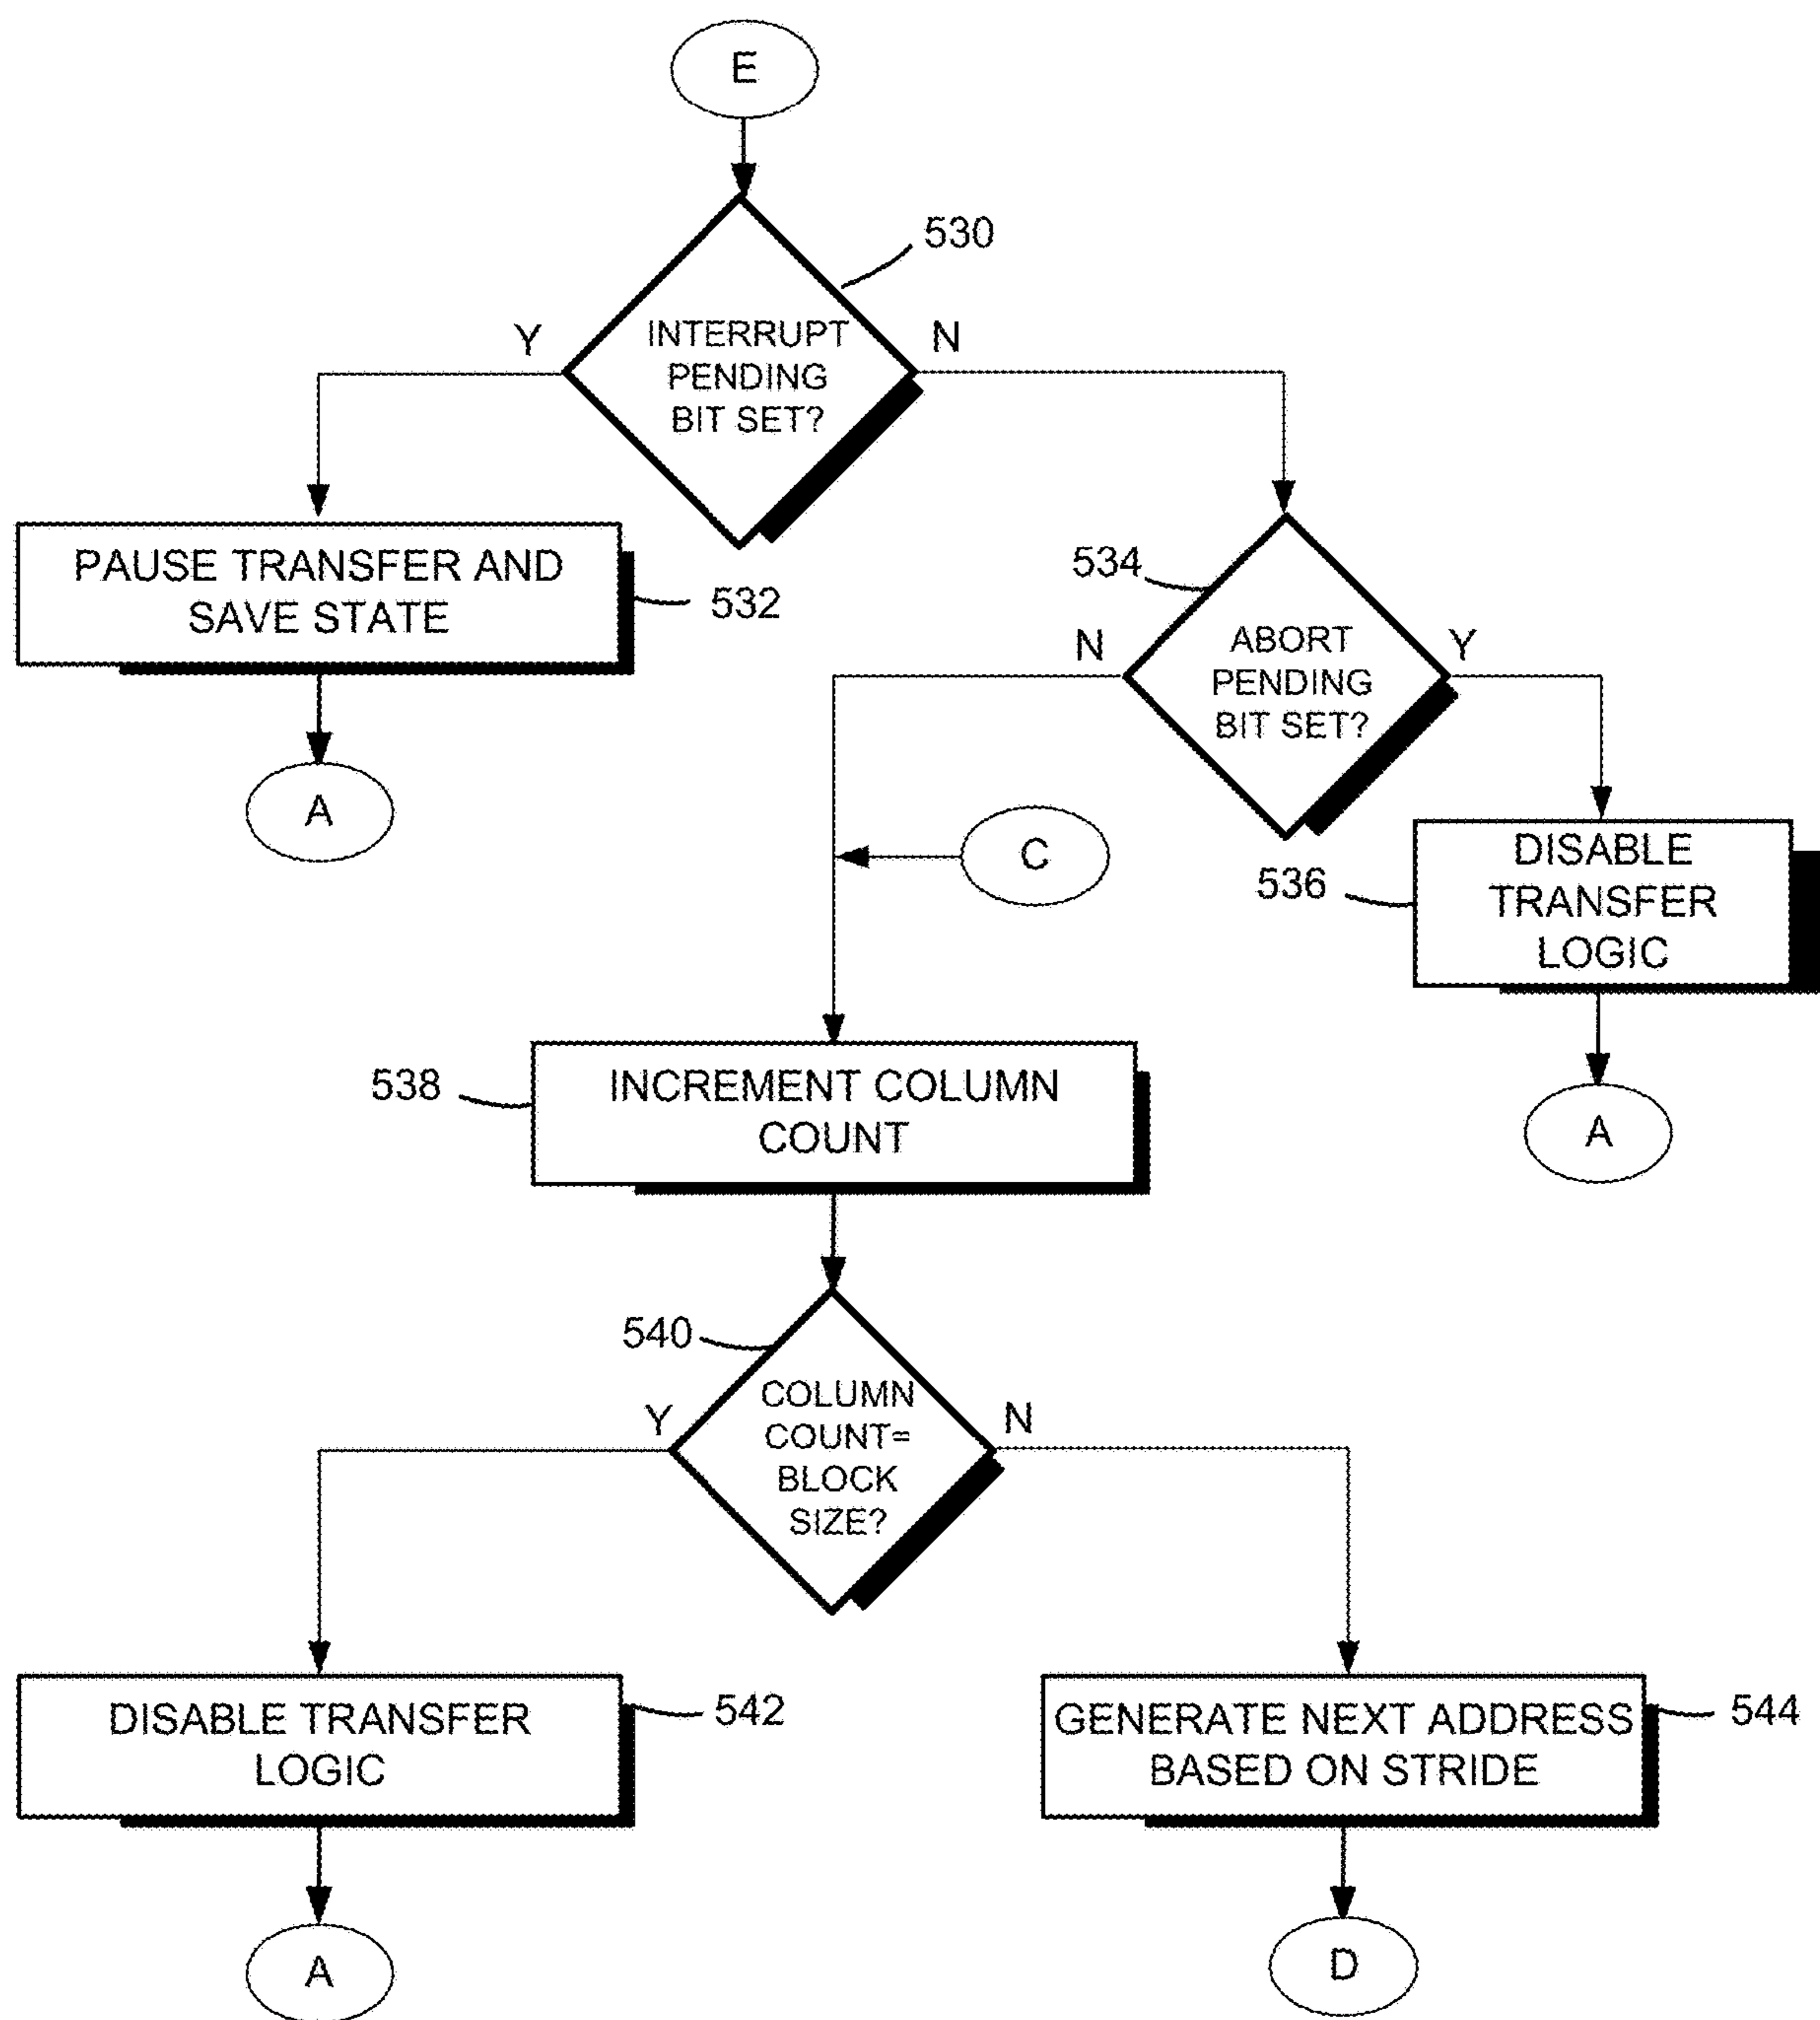 E
530
INTERRUPT
PENDING
BIT SET?
Y
N
PAUSE TRANSFER AND
SAVE STATE
532
A
534
ABORT
PENDING
BIT SET?
N
Y
C
536
DISABLE
TRANSFER
LOGIC
A
538
INCREMENT COLUMN
COUNT
540
COLUMN
COUNT=
BLOCK
SIZE?
Y
N
DISABLE TRANSFER
LOGIC
542
GENERATE NEXT ADDRESS
BASED ON STRIDE
544
A
D